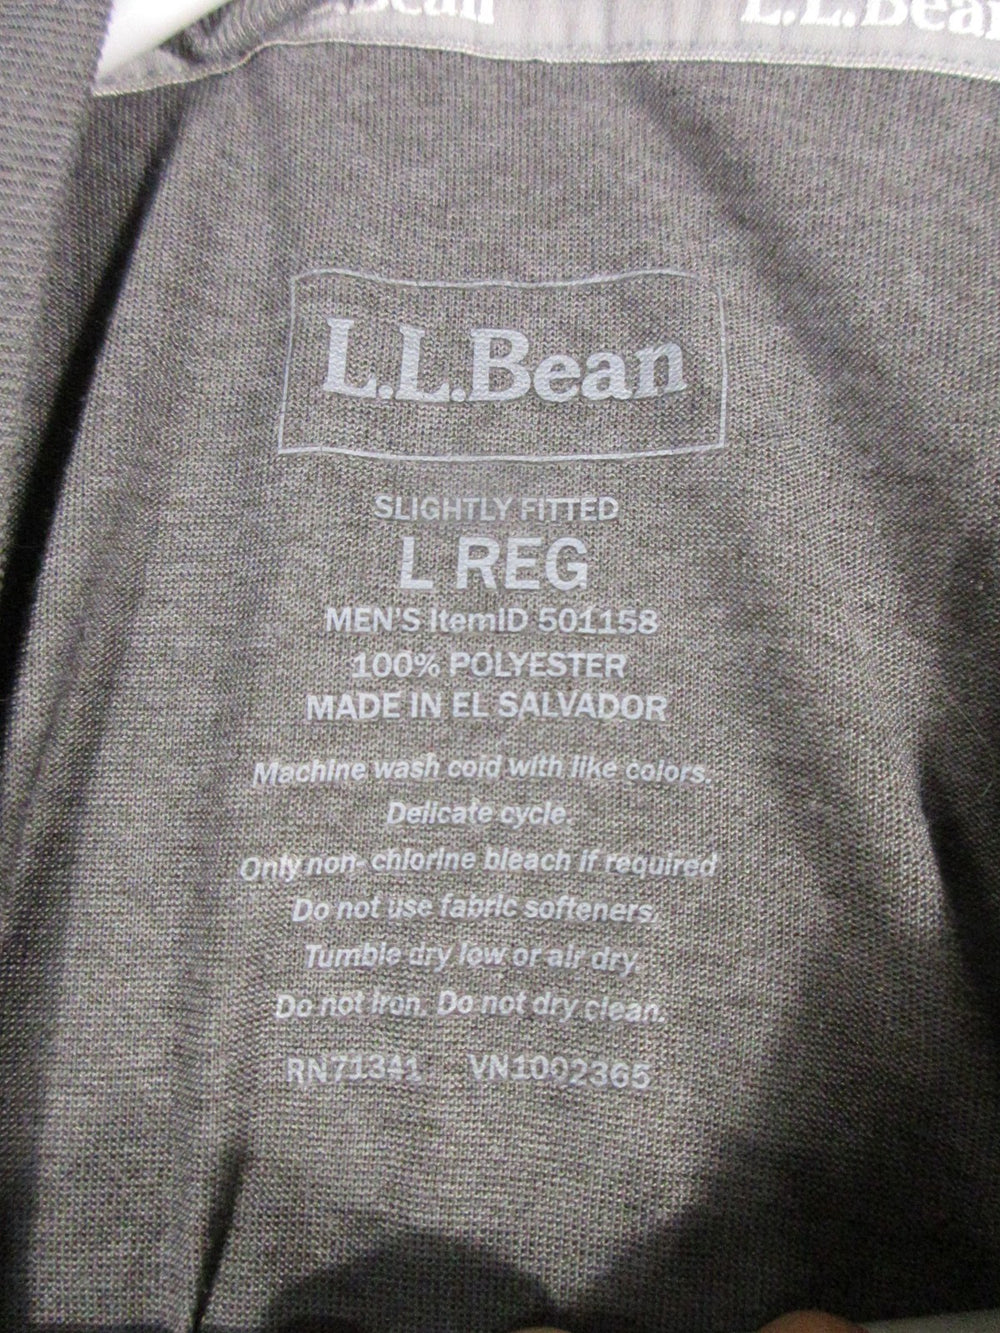 L.L.Bean L.L.Bean
L.L.Bean
SLIGHTLY FITTED
L REG
MEN'S ItemID 501158
100% POLYESTER
MADE IN EL SALVADOR
Machine wash cold with like colors.
Delicate cycle.
Only non-chlorine bleach if required
Do not use fabric softeners.
Tumble dry low or air dry.
Do not iron. Do not dry clean.
RN71341 VN1002365